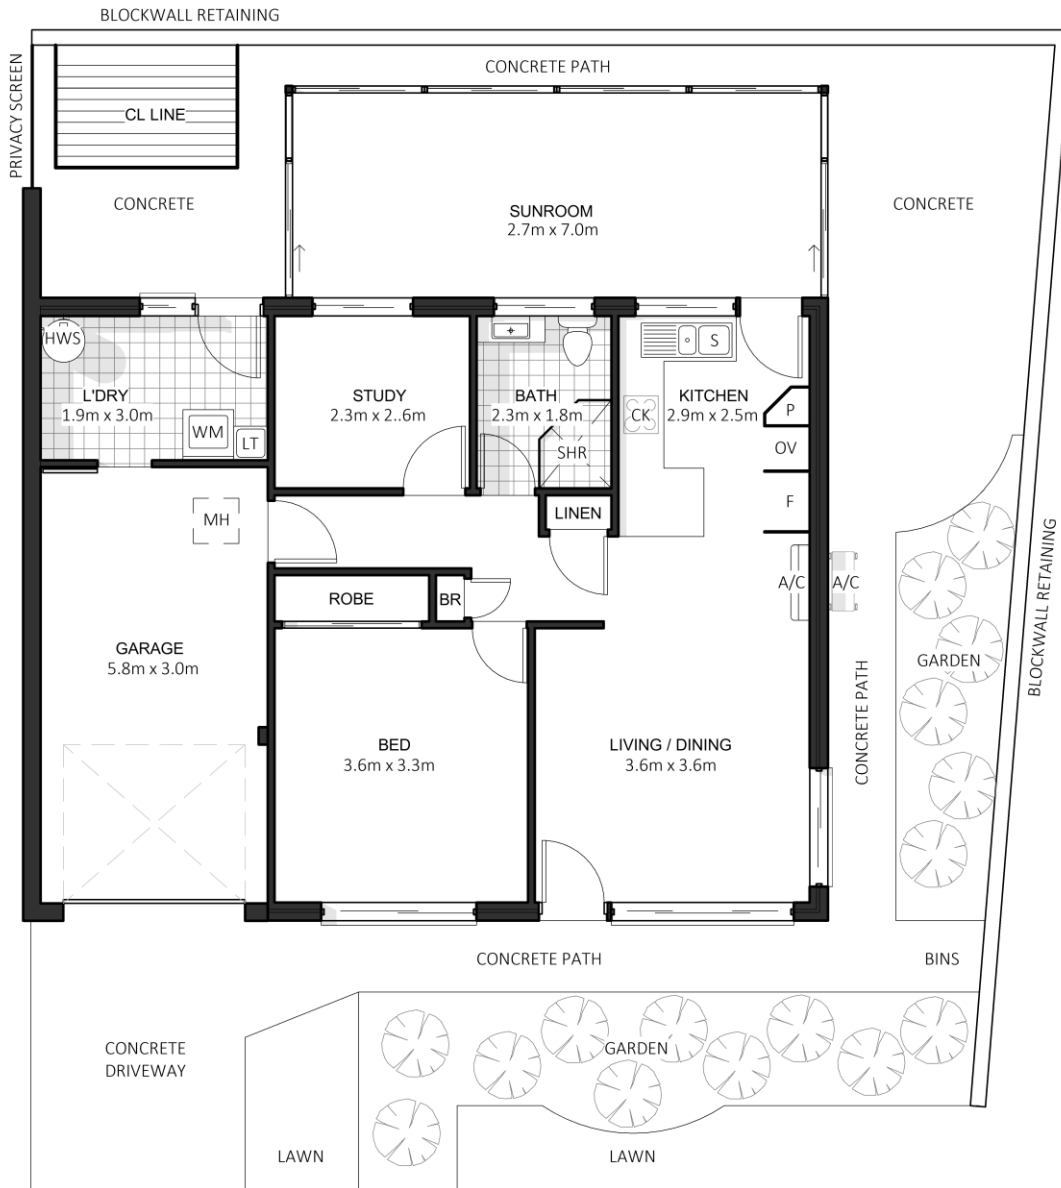 BLOCKWALL RETAINING
PRIVACY SCREEN
CONCRETE PATH
CL LINE
CONCRETE
SUNROOM
2.7m x 7.0m
CONCRETE
HWS
L'DRY
1.9m x 3.0m
WM
LT
STUDY
2.3m x 2..6m
BATH
2.3m x 1.8m
SHR
S
KITCHEN
2.9m x 2.5m
CK
P
OV
F
MH
LINEN
A/C
A/C
ROBE
BR
GARAGE
5.8m x 3.0m
BED
3.6m x 3.3m
LIVING / DINING
3.6m x 3.6m
CONCRETE PATH
GARDEN
BLOCKWALL RETAINING
CONCRETE PATH
BINS
CONCRETE
DRIVEWAY
GARDEN
LAWN
LAWN